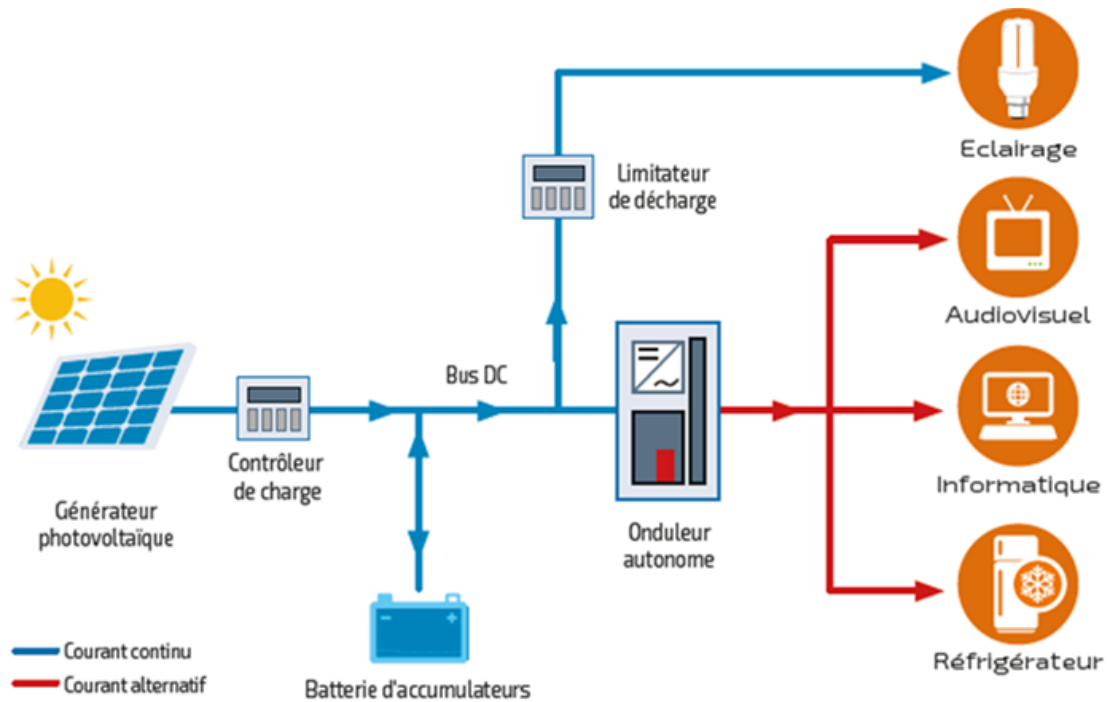 Eclairage
Limitateur
de décharge
Audiovisuel
Bus DC
Contrôleur
de charge
Informatique
Générateur
photovoltaïque
Onduleur
autonome
Réfrigérateur
Courant continu
Courant alternatif
Batterie d'accumulateurs